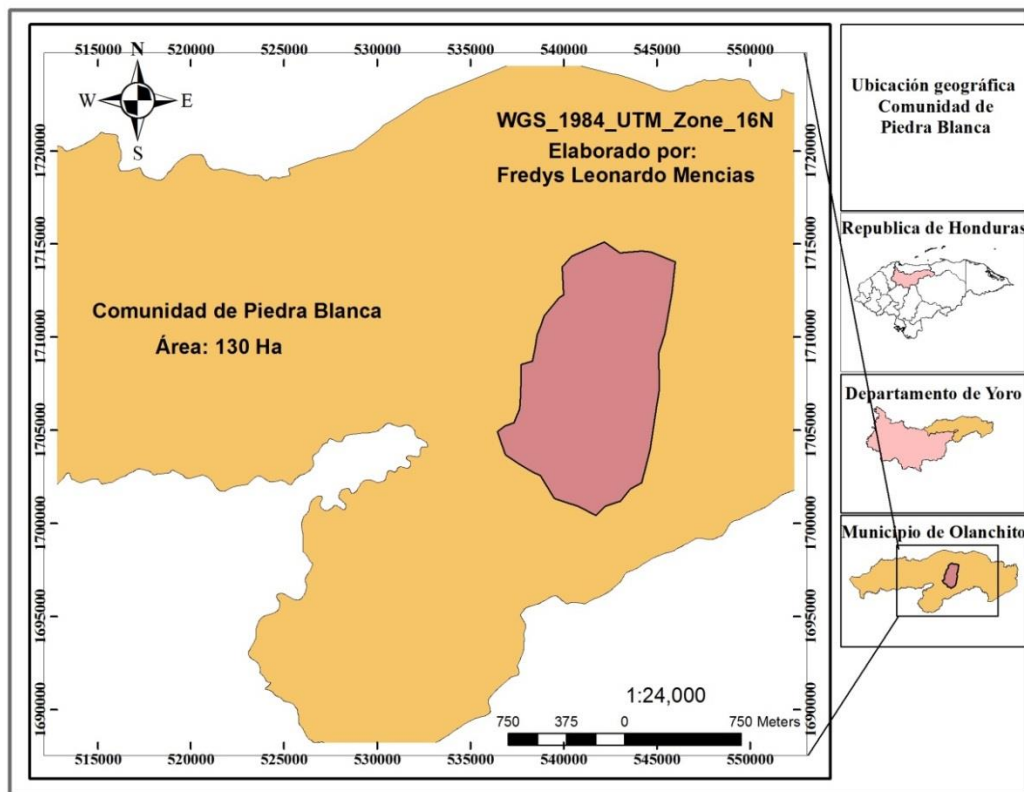 515000 520000 525000 530000 535000 540000 545000 550000
N
W E
S
WGS_1984_UTM_Zone_16N
Elaborado por:
Fredys Leonardo Mencias
Comunidad de Piedra Blanca
Área: 130 Ha
1720000
1715000
1710000
1705000
1700000
1695000
1690000
1720000
1715000
1710000
1705000
1700000
1695000
1690000
1:24,000
750 375 0 750 Meters
515000 520000 525000 530000 535000 540000 545000 550000
Ubicación geográfica
Comunidad de
Piedra Blanca
Republica de Honduras
Departamento de Yoro
Municipio de Olanchito